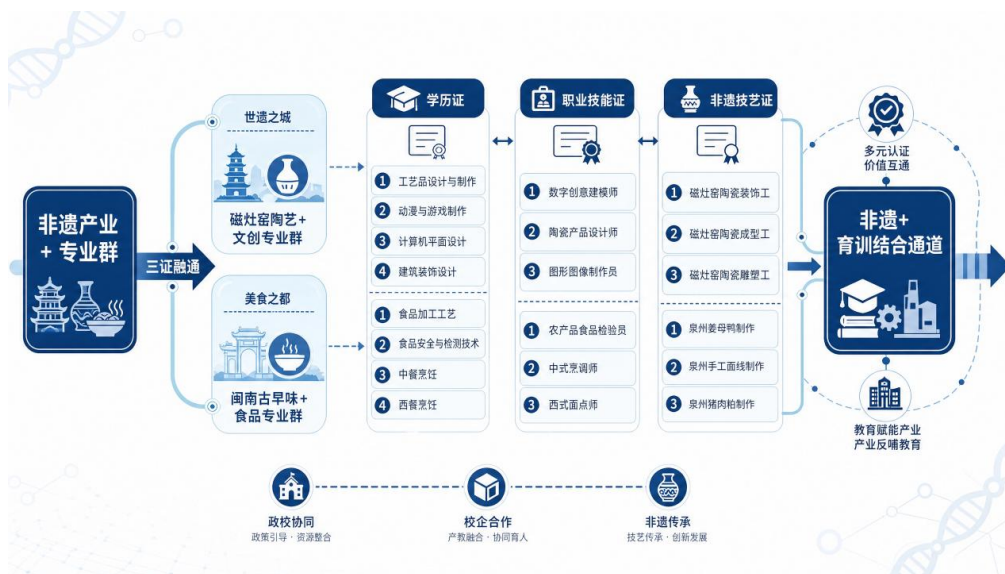 非遗产业
+ 专业群
三证融通
世遗之城
磁灶窑陶艺+
文创专业群
美食之都
闽南古早味+
食品专业群
学历证
1 工艺品设计与制作
2 动漫与游戏制作
3 计算机平面设计
4 建筑装饰设计
1 食品加工工艺
2 食品安全与检测技术
3 中餐烹饪
4 西餐烹饪
职业技能证
1 数字创意建模师
2 陶瓷产品设计师
3 图形图像制作员
1 农产品食品检验员
2 中式烹调师
3 西式面点师
非遗技艺证
1 磁灶窑陶瓷装饰工
2 磁灶窑陶瓷成型工
3 磁灶窑陶瓷雕塑工
1 泉州姜母鸭制作
2 泉州手工面线制作
3 泉州猪肉粕制作
多元认证
价值互通
非遗+
育训结合通道
教育赋能产业
产业反哺教育
政校协同
政策引导 · 资源整合
校企合作
产教融合 · 协同育人
非遗传承
技艺传承 · 创新发展